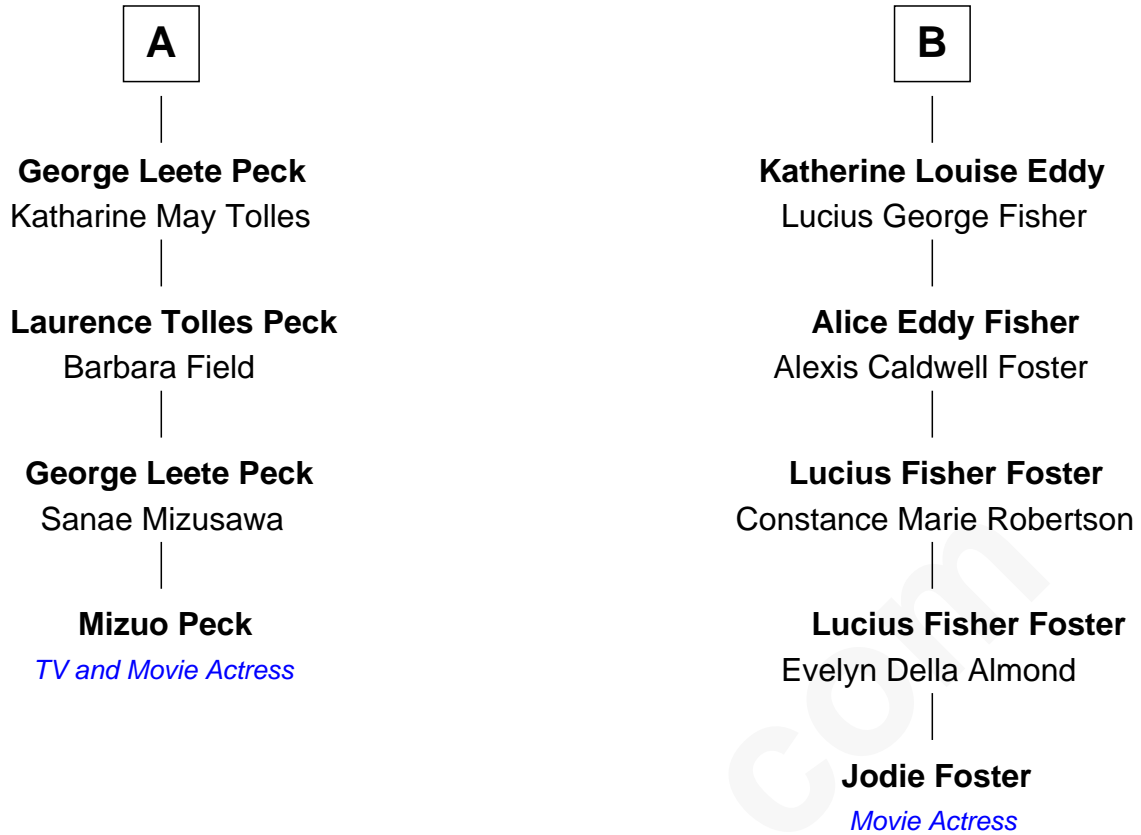 A
George Leete Peck
Katharine May Tolles
Laurence Tolles Peck
Barbara Field
George Leete Peck
Sanae Mizusawa
Mizuo Peck
TV and Movie Actress
B
Katherine Louise Eddy
Lucius George Fisher
Alice Eddy Fisher
Alexis Caldwell Foster
Lucius Fisher Foster
Constance Marie Robertson
Lucius Fisher Foster
Evelyn Della Almond
Jodie Foster
Movie Actress
com